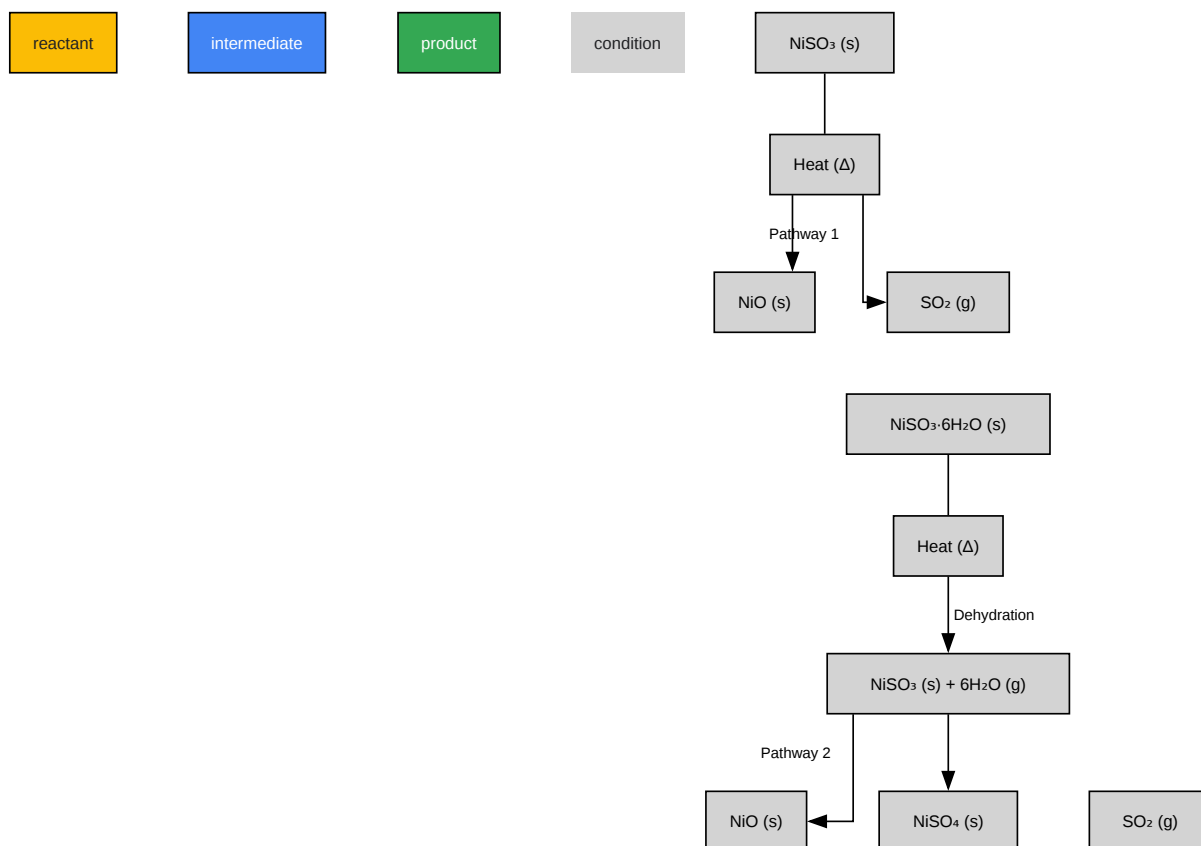 reactant
intermediate
product
condition
NiSO₃ (s)
Heat (Δ)
Pathway 1
NiO (s)
SO₂ (g)
NiSO₃·6H₂O (s)
Heat (Δ)
Dehydration
NiSO₃ (s) + 6H₂O (g)
Pathway 2
NiO (s)
NiSO₄ (s)
SO₂ (g)